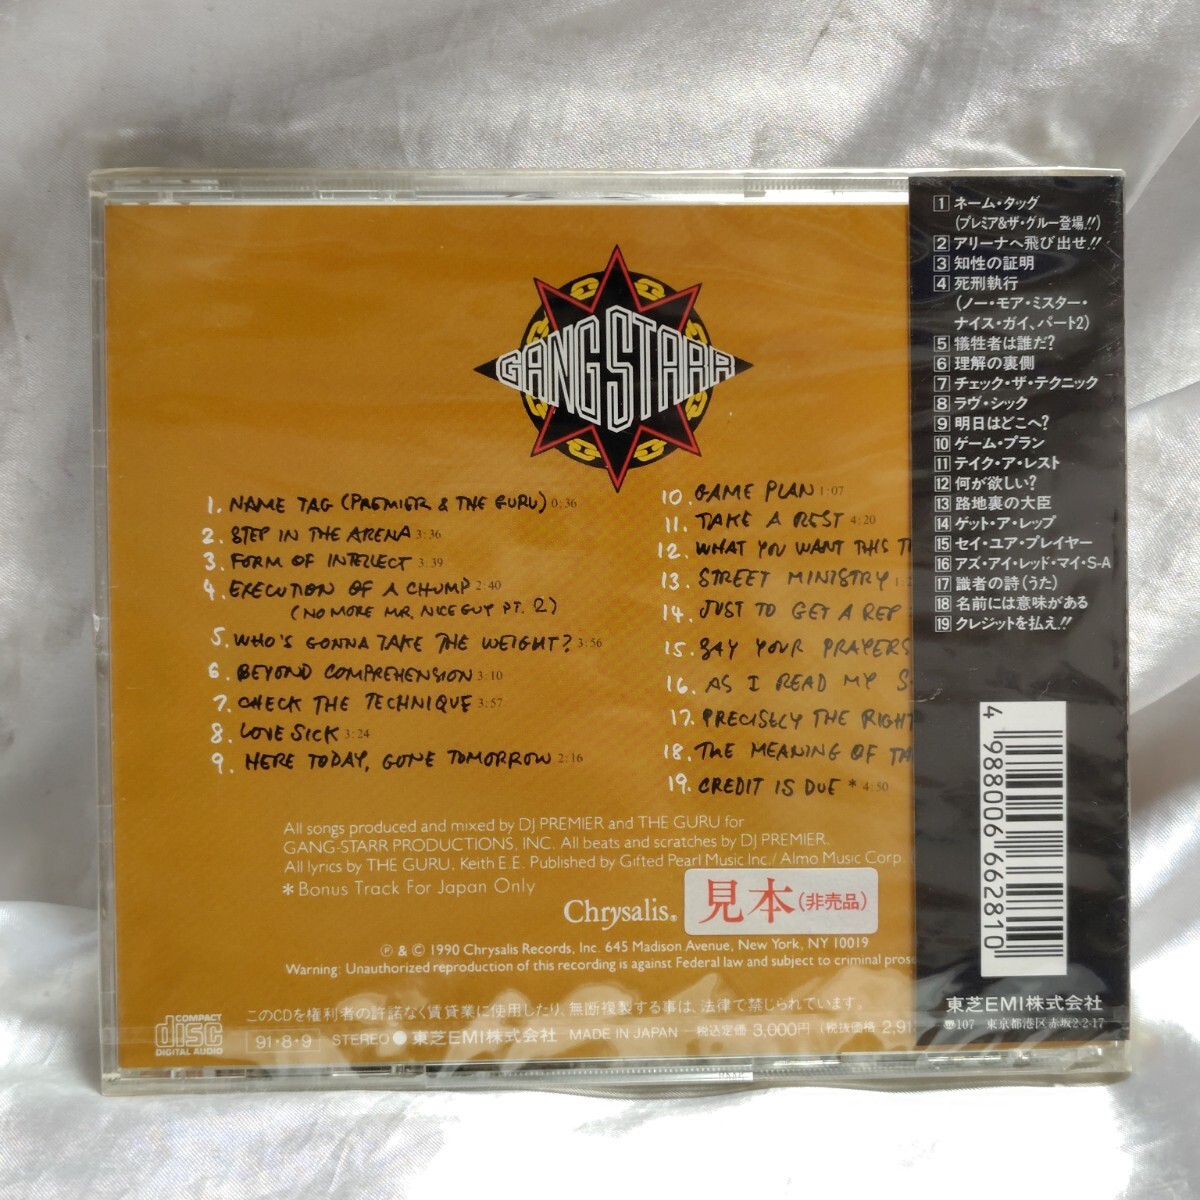 GANG STARR
1. NAME TAG (PREMIER & THE GURU) 0:36
2. STEP IN THE ARENA 3:36
3. FORM OF INTELLECT 3:39
4. EXECUTION OF A CHUMP 2:40
(NO MORE MR. NICE GUY PT. 2)
5. WHO'S GONNA TAKE THE WEIGHT? 3:56
6. BEYOND COMPREHENSION 3:10
7. CHECK THE TECHNIQUE 3:57
8. LOVE SICK 3:24
9. HERE TODAY, GONE TOMORROW 2:16
10. GAME PLAN 1:07
11. TAKE A REST 4:20
12. WHAT YOU WANT THIS
13. STREET MINISTRY
14. JUST TO GET A REP
15. SAY YOUR PRAYERS
16. AS I READ MY
17. PRECISELY THE RIGHT
18. THE MEANING OF
19. CREDIT IS DUE * 4:50
All songs produced and mixed by DJ PREMIER and THE GURU for
GANG-STARR PRODUCTIONS, INC. All beats and scratches by DJ PREMIER.
All lyrics by THE GURU, Keith E.E. Published by Gifted Pearl Music Inc./Almo Music Corp.
*Bonus Track For Japan Only
Chrysalis®
見本(非売品)
℗ & © 1990 Chrysalis Records, Inc. 645 Madison Avenue, New York, NY 10019
Warning: Unauthorized reproduction of this recording is against Federal law and subject to criminal
このCDを権利者の許諾なく賃貸業に使用したり、無断複製する事は、法律で禁じられています。
COMPACT disc DIGITAL AUDIO
91・8・9 STEREO ● 東芝EMI株式会社 MADE IN JAPAN 税込定価 3,000円 (税抜価格 2,91
1 ネーム・タッグ
(プレミア&ザ・グルー登場!!)
2 アリーナへ飛び出せ!!
3 知性の証明
4 死刑執行
(ノー・モア・ミスター・
ナイス・ガイ、パート2)
5 犠牲者は誰だ?
6 理解の裏側
7 チェック・ザ・テクニック
8 ラヴ・シック
9 明日はどこへ?
10 ゲーム・プラン
11 テイク・ア・レスト
12 何が欲しい?
13 路地裏の大臣
14 ゲット・ア・レップ
15 セイ・ユア・プレイヤー
16 アズ・アイ・レッド・マイ・S-A
17 識者の詩(うた)
18 名前には意味がある
19 クレジットを払え!!
4 988006 662810
東芝EMI株式会社
〒107 東京都港区赤坂2-2-17